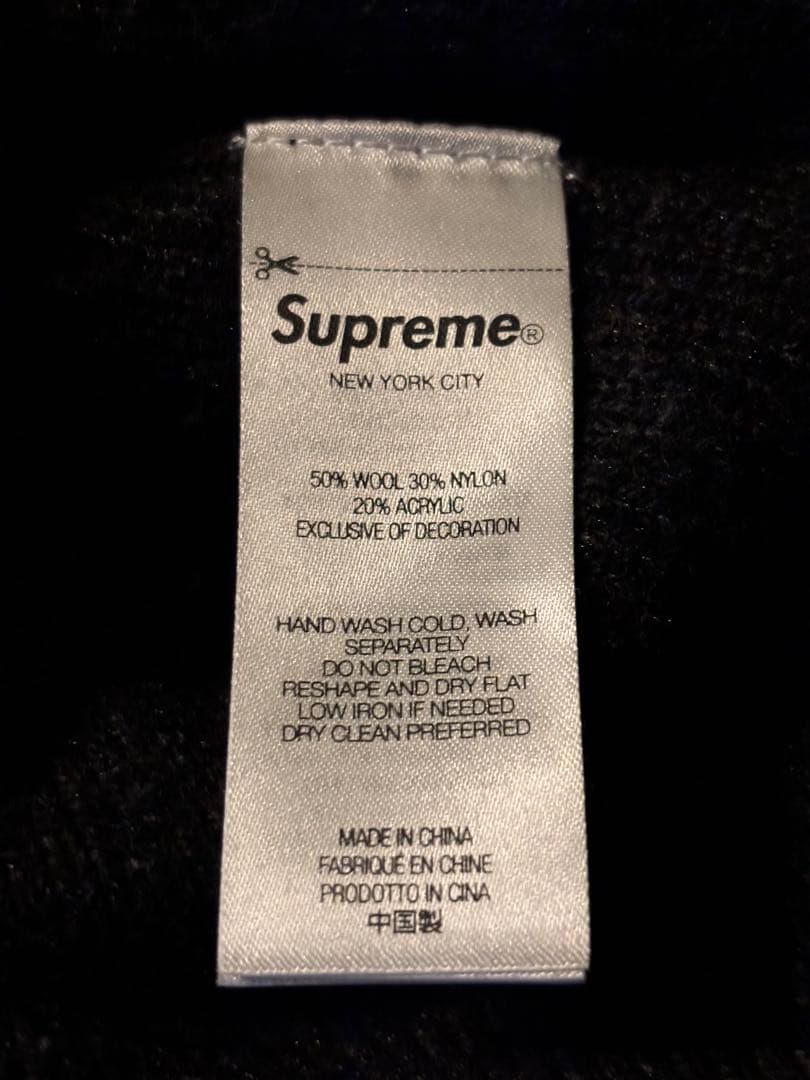 Supreme®
NEW YORK CITY
50% WOOL 30% NYLON
20% ACRYLIC
EXCLUSIVE OF DECORATION
HAND WASH COLD, WASH
SEPARATELY
DO NOT BLEACH
RESHAPE AND DRY FLAT
LOW IRON IF NEEDED
DRY CLEAN PREFERRED
MADE IN CHINA
FABRIQUÉ EN CHINE
PRODOTTO IN CINA
中国製